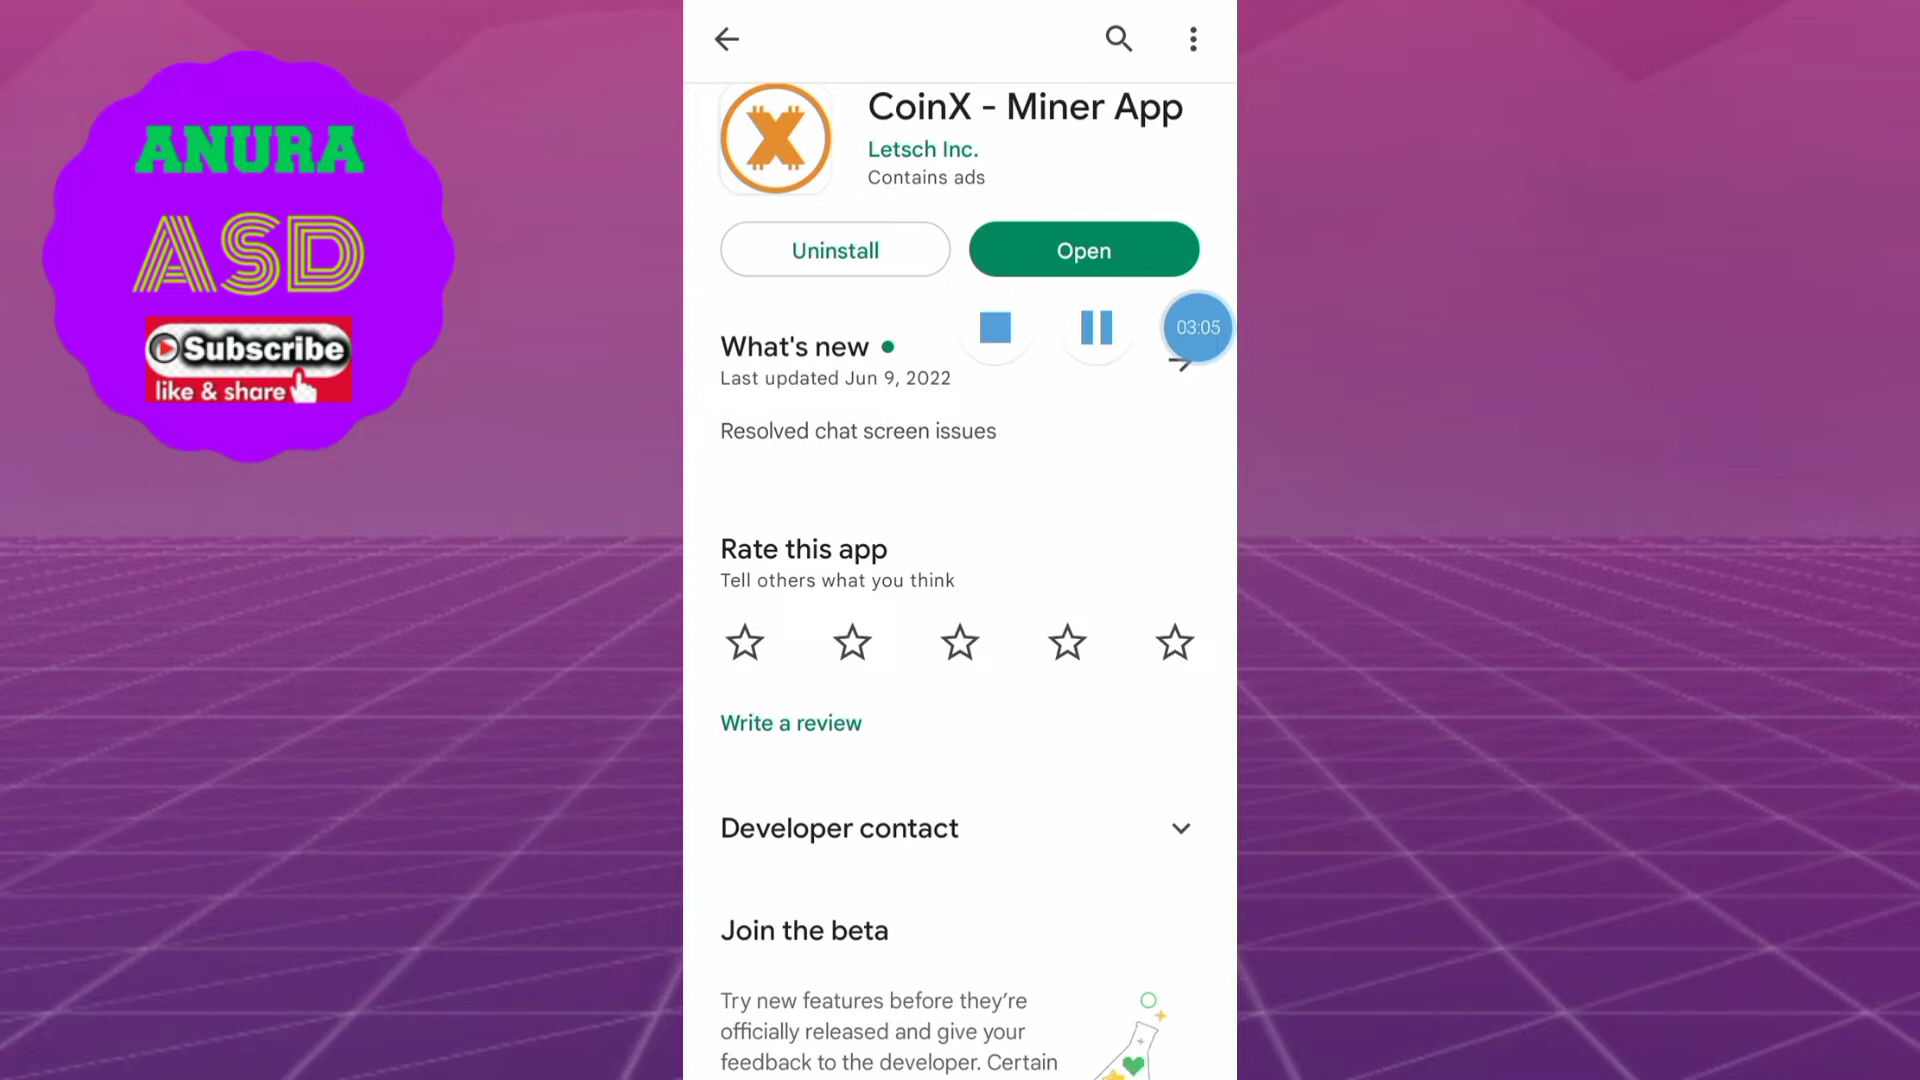 ANURA
ASD
Subscribe
like & share
CoinX - Miner App
Letsch Inc.
Contains ads
Uninstall
Open
03:05
What's new
Last updated Jun 9, 2022
Resolved chat screen issues
Rate this app
Tell others what you think
Write a review
Developer contact
Join the beta
Try new features before they’re
officially released and give your
feedback to the developer. Certain